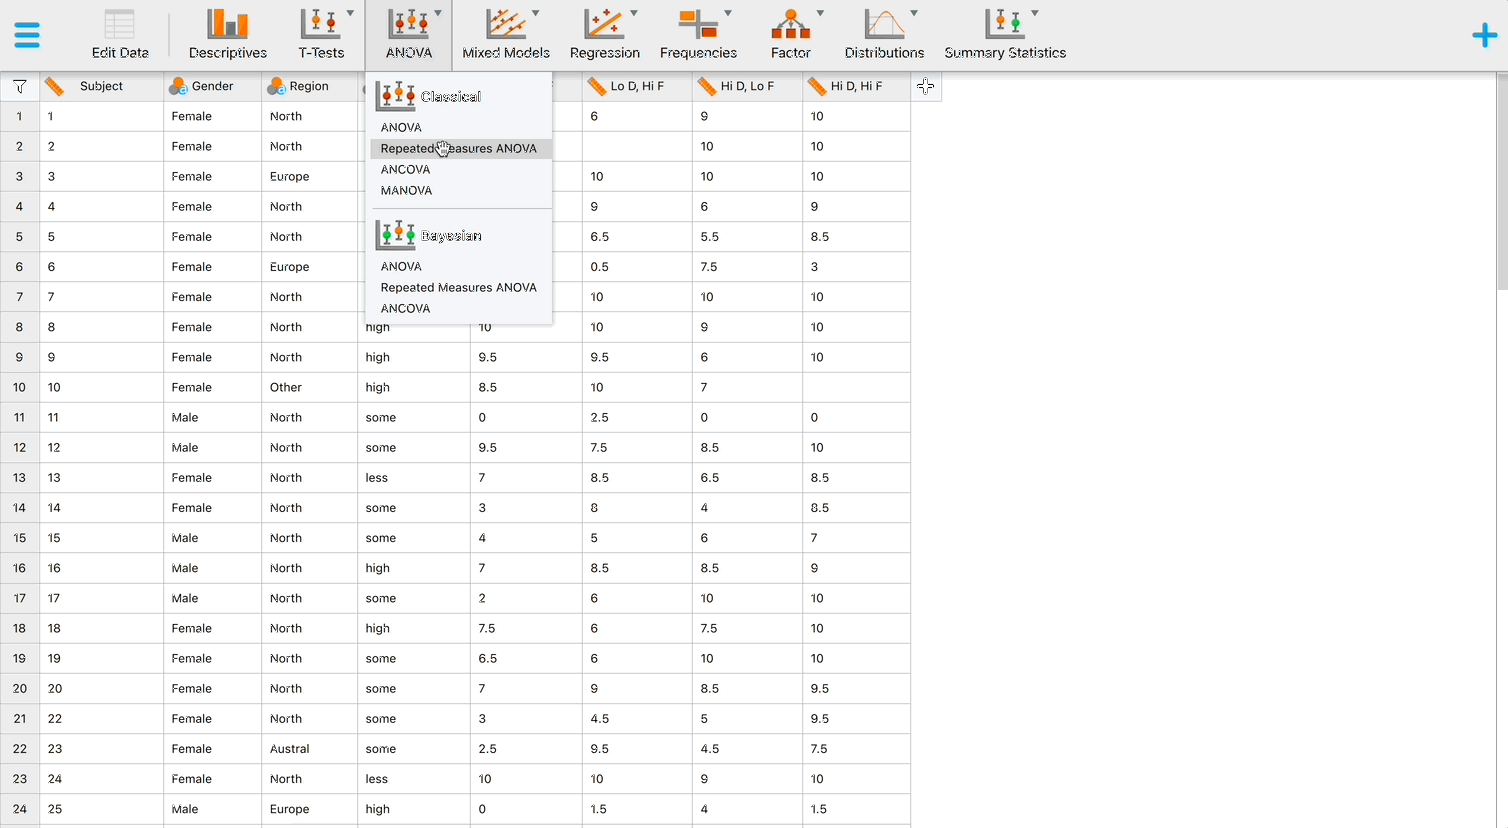 Edit Data Descriptives T-Tests ANOVA Mixed Models Regression Frequencies Factor Distributions Summary Statistics
Subject Gender Region Lo D, Hi F Hi D, Lo F Hi D, Hi F
Classical
ANOVA
Repeated Measures ANOVA
ANCOVA
MANOVA
Bayesian
ANOVA
Repeated Measures ANOVA
ANCOVA
1 1 Female North 6 9 10
2 2 Female North 10 10
3 3 Female Europe 10 10 10
4 4 Female North 9 6 9
5 5 Female North 6.5 5.5 8.5
6 6 Female Europe 0.5 7.5 3
7 7 Female North 10 10 10
8 8 Female North high 10 10 9 10
9 9 Female North high 9.5 9.5 6 10
10 10 Female Other high 8.5 10 7
11 11 Male North some 0 2.5 0 0
12 12 Male North some 9.5 7.5 8.5 10
13 13 Female North less 7 8.5 6.5 8.5
14 14 Female North some 3 8 4 8.5
15 15 Male North some 4 5 6 7
16 16 Male North high 7 8.5 8.5 9
17 17 Male North some 2 6 10 10
18 18 Female North high 7.5 6 7.5 10
19 19 Female North some 6.5 6 10 10
20 20 Female North some 7 9 8.5 9.5
21 22 Female North some 3 4.5 5 9.5
22 23 Female Austral some 2.5 9.5 4.5 7.5
23 24 Female North less 10 10 9 10
24 25 Male Europe high 0 1.5 4 1.5